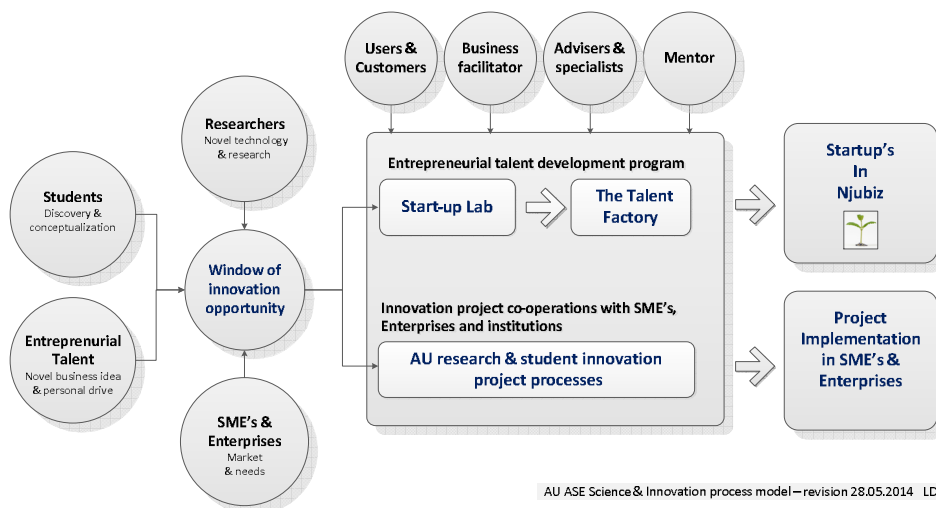 Users &
Customers
Business
facilitator
Advisers &
specialists
Mentor
Researchers
Novel technology
& research
Students
Discovery &
conceptualization
Window of
innovation
opportunity
Entreprenurial
Talent
Novel business idea
& personal drive
SME's &
Enterprises
Market
& needs
Entrepreneurial talent development program
Start-up Lab
The Talent
Factory
Innovation project co-operations with SME's,
Enterprises and institutions
AU research & student innovation
project processes
Startup's
In
Njubiz
Project
Implementation
in SME's &
Enterprises
AU ASE Science & Innovation process model – revision 28.05.2014 LD